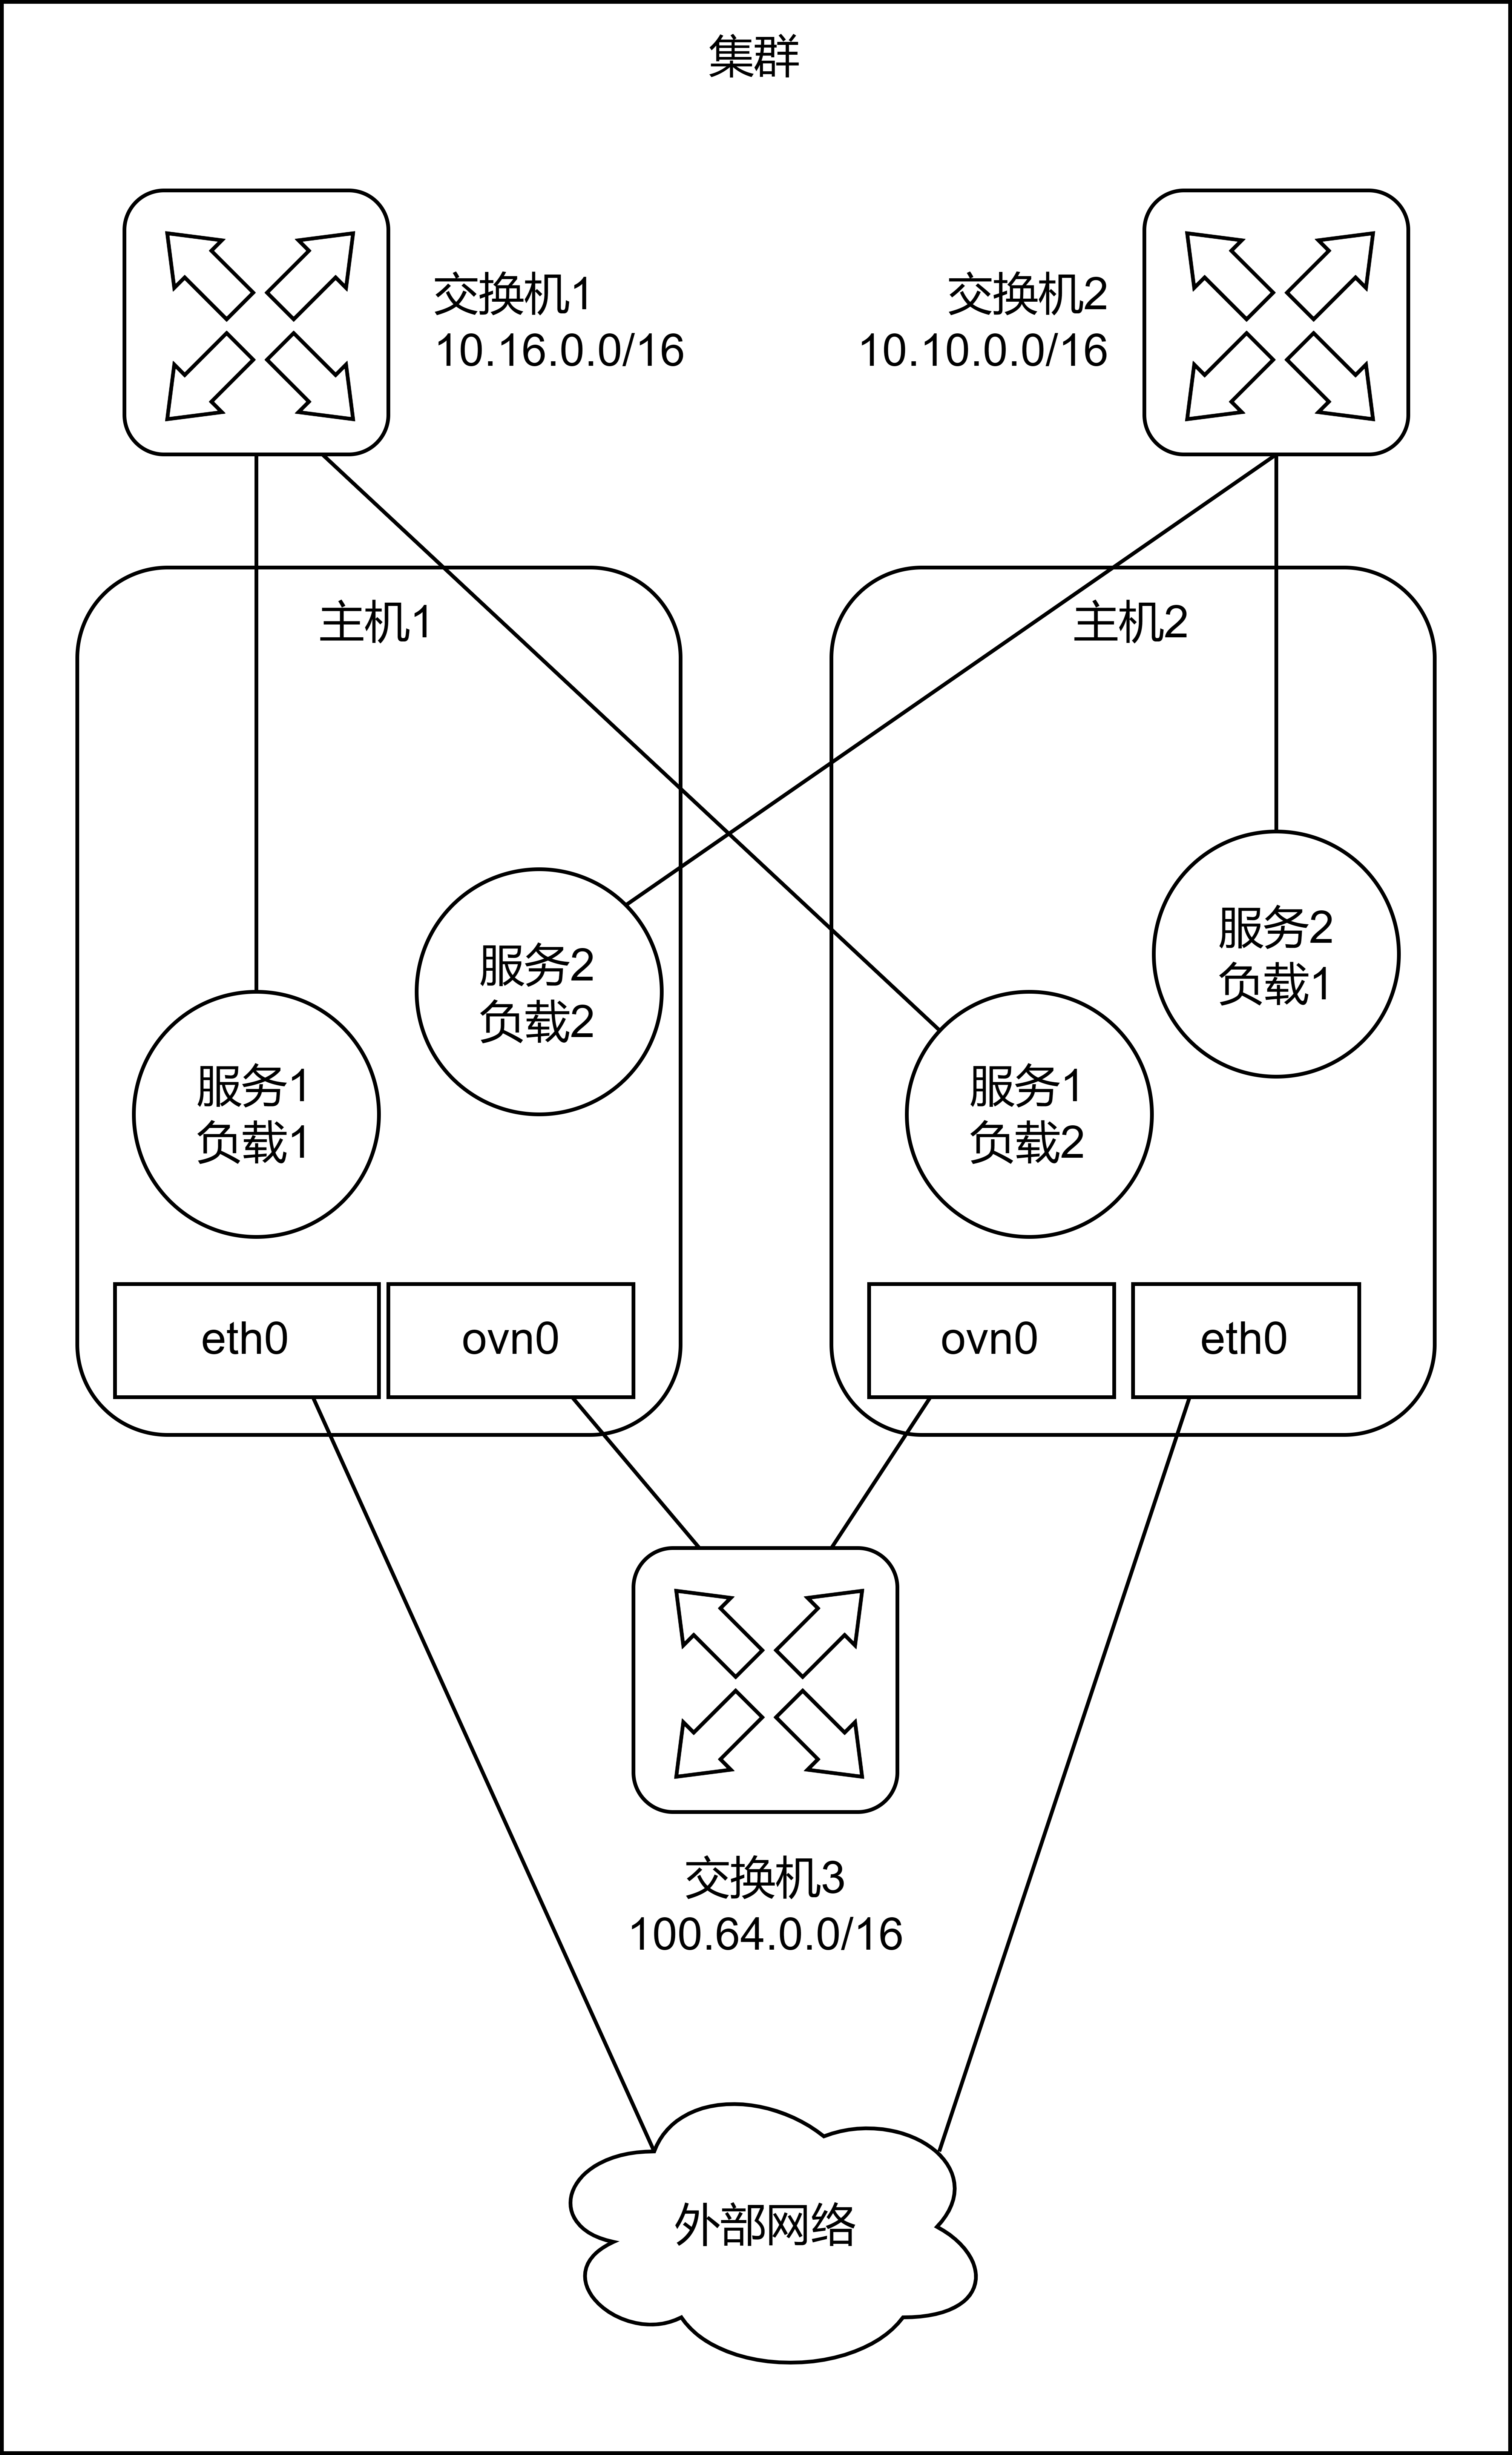 集群
交换机1
10.16.0.0/16
交换机2
10.10.0.0/16
主机1
主机2
服务2
负载2
服务1
负载1
服务2
负载1
服务1
负载2
eth0
ovn0
ovn0
eth0
交换机3
100.64.0.0/16
外部网络